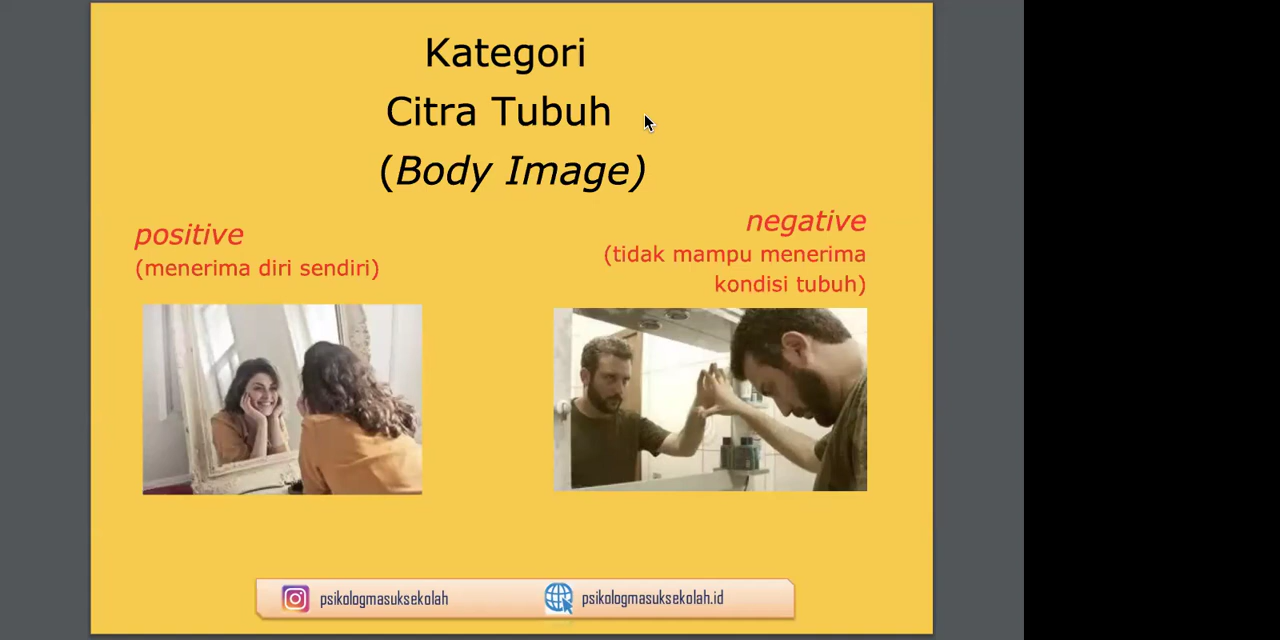 Kategori
Citra Tubuh
(Body Image)
positive
(menerima diri sendiri)
negative
(tidak mampu menerima
kondisi tubuh)
psikologmasuksekolah
psikologmasuksekolah.id